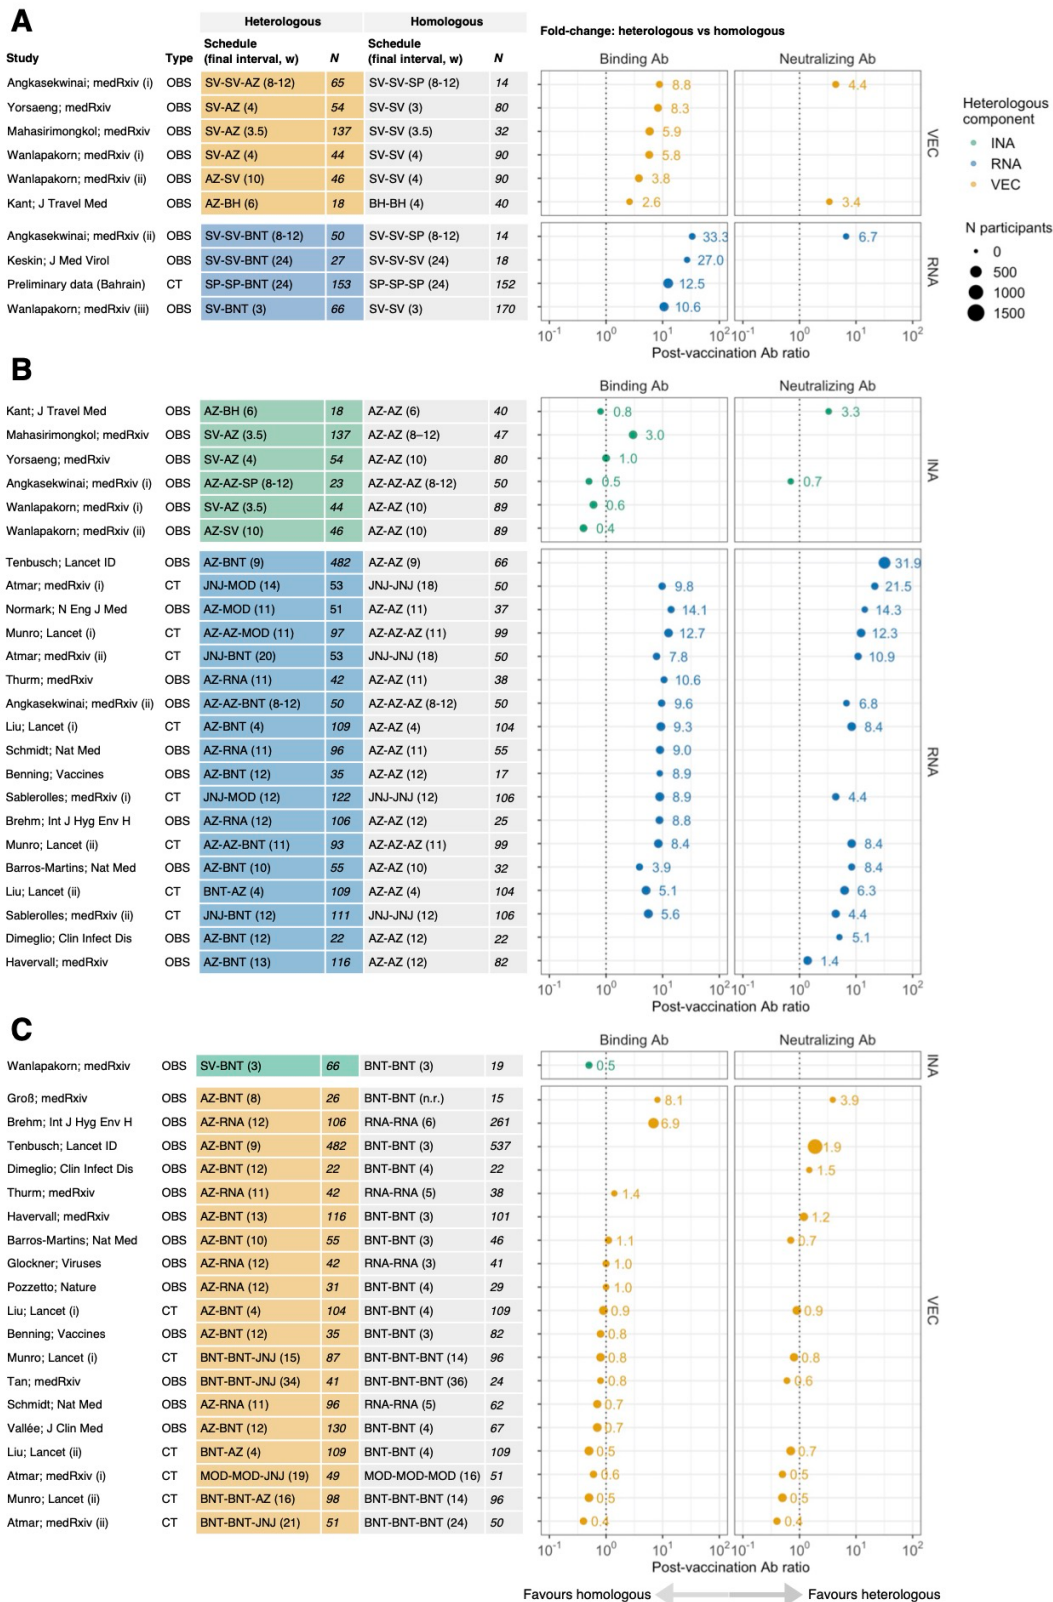 A
Heterologous Homologous
Fold-change: heterologous vs homologous
Study Type Schedule (final interval, w) N Schedule (final interval, w) N
Binding Ab Neutralizing Ab
Angkasekwinai; medRxiv (i) OBS SV-SV-AZ (8-12) 65 SV-SV-SP (8-12) 14 8.8 4.4
Yorsaeng; medRxiv OBS SV-AZ (4) 54 SV-SV (3) 80 8.3
Mahasirimongkol; medRxiv OBS SV-AZ (3.5) 137 SV-SV (3.5) 32 5.9
Wanlapakorn; medRxiv (i) OBS SV-AZ (4) 44 SV-SV (4) 90 5.8
Wanlapakorn; medRxiv (ii) OBS AZ-SV (10) 46 SV-SV (4) 90 3.8
Kant; J Travel Med OBS AZ-BH (6) 18 BH-BH (4) 40 2.6 3.4
VEC
Angkasekwinai; medRxiv (ii) OBS SV-SV-BNT (8-12) 50 SV-SV-SP (8-12) 14 33.3 6.7
Keskin; J Med Virol OBS SV-SV-BNT (24) 27 SV-SV-SV (24) 18 27.0
Preliminary data (Bahrain) CT SP-SP-BNT (24) 153 SP-SP-SP (24) 152 12.5
Wanlapakorn; medRxiv (iii) OBS SV-BNT (3) 66 SV-SV (3) 170 10.6
RNA
10-1 100 101 102 10-1 100 101 102
Post-vaccination Ab ratio
Heterologous component
INA
RNA
VEC
N participants
0
500
1000
1500
B
Binding Ab Neutralizing Ab
Kant; J Travel Med OBS AZ-BH (6) 18 AZ-AZ (6) 40 0.8 3.3
Mahasirimongkol; medRxiv OBS SV-AZ (3.5) 137 AZ-AZ (8–12) 47 3.0
Yorsaeng; medRxiv OBS SV-AZ (4) 54 AZ-AZ (10) 80 1.0
Angkasekwinai; medRxiv (i) OBS AZ-AZ-SP (8-12) 23 AZ-AZ-AZ (8-12) 50 0.5 0.7
Wanlapakorn; medRxiv (i) OBS SV-AZ (3.5) 44 AZ-AZ (10) 89 0.6
Wanlapakorn; medRxiv (ii) OBS AZ-SV (10) 46 AZ-AZ (10) 89 0.4
INA
Tenbusch; Lancet ID OBS AZ-BNT (9) 482 AZ-AZ (9) 66 31.9
Atmar; medRxiv (i) CT JNJ-MOD (14) 53 JNJ-JNJ (18) 50 9.8 21.5
Normark; N Eng J Med OBS AZ-MOD (11) 51 AZ-AZ (11) 37 14.1 14.3
Munro; Lancet (i) CT AZ-AZ-MOD (11) 97 AZ-AZ-AZ (11) 99 12.7 12.3
Atmar; medRxiv (ii) CT JNJ-BNT (20) 53 JNJ-JNJ (18) 50 7.8 10.9
Thurm; medRxiv OBS AZ-RNA (11) 42 AZ-AZ (11) 38 10.6
Angkasekwinai; medRxiv (ii) OBS AZ-AZ-BNT (8-12) 50 AZ-AZ-AZ (8-12) 50 9.6 6.8
Liu; Lancet (i) CT AZ-BNT (4) 109 AZ-AZ (4) 104 9.3 8.4
Schmidt; Nat Med OBS AZ-RNA (11) 96 AZ-AZ (11) 55 9.0
Benning; Vaccines OBS AZ-BNT (12) 35 AZ-AZ (12) 17 8.9
Sablerolles; medRxiv (i) CT JNJ-MOD (12) 122 JNJ-JNJ (12) 106 8.9 4.4
Brehm; Int J Hyg Env H OBS AZ-RNA (12) 106 AZ-AZ (12) 25 8.8
Munro; Lancet (ii) CT AZ-AZ-BNT (11) 93 AZ-AZ-AZ (11) 99 8.4 8.4
Barros-Martins; Nat Med OBS AZ-BNT (10) 55 AZ-AZ (10) 32 3.9 8.4
Liu; Lancet (ii) CT BNT-AZ (4) 109 AZ-AZ (4) 104 5.1 6.3
Sablerolles; medRxiv (ii) CT JNJ-BNT (12) 111 JNJ-JNJ (12) 106 5.6 4.4
Dimeglio; Clin Infect Dis OBS AZ-BNT (12) 22 AZ-AZ (12) 22 5.1
Havervall; medRxiv OBS AZ-BNT (13) 116 AZ-AZ (12) 82 1.4
RNA
10-1 100 101 102 10-1 100 101 102
Post-vaccination Ab ratio
C
Binding Ab Neutralizing Ab
Wanlapakorn; medRxiv OBS SV-BNT (3) 66 BNT-BNT (3) 19 0.5
INA
Groß; medRxiv OBS AZ-BNT (8) 26 BNT-BNT (n.r.) 15 8.1 3.9
Brehm; Int J Hyg Env H OBS AZ-RNA (12) 106 RNA-RNA (6) 261 6.9
Tenbusch; Lancet ID OBS AZ-BNT (9) 482 BNT-BNT (3) 537 1.9
Dimeglio; Clin Infect Dis OBS AZ-BNT (12) 22 BNT-BNT (4) 22 1.5
Thurm; medRxiv OBS AZ-RNA (11) 42 RNA-RNA (5) 38 1.4
Havervall; medRxiv OBS AZ-BNT (13) 116 BNT-BNT (3) 101 1.2
Barros-Martins; Nat Med OBS AZ-BNT (10) 55 BNT-BNT (3) 46 1.1 0.7
Glockner; Viruses OBS AZ-RNA (12) 42 RNA-RNA (3) 41 1.0
Pozzetto; Nature OBS AZ-RNA (12) 31 BNT-BNT (4) 29 1.0
Liu; Lancet (i) CT AZ-BNT (4) 104 BNT-BNT (4) 109 0.9 0.9
Benning; Vaccines OBS AZ-BNT (12) 35 BNT-BNT (3) 82 0.8
Munro; Lancet (i) CT BNT-BNT-JNJ (15) 87 BNT-BNT-BNT (14) 96 0.8 0.8
Tan; medRxiv OBS BNT-BNT-JNJ (34) 41 BNT-BNT-BNT (36) 24 0.8 0.6
Schmidt; Nat Med OBS AZ-RNA (11) 96 RNA-RNA (5) 62 0.7
Vallée; J Clin Med OBS AZ-BNT (12) 130 BNT-BNT (4) 67 0.7
Liu; Lancet (ii) CT BNT-AZ (4) 109 BNT-BNT (4) 109 0.5 0.7
Atmar; medRxiv (i) CT MOD-MOD-JNJ (19) 49 MOD-MOD-MOD (16) 51 0.6 0.5
Munro; Lancet (ii) CT BNT-BNT-AZ (16) 98 BNT-BNT-BNT (14) 96 0.5 0.5
Atmar; medRxiv (ii) CT BNT-BNT-JNJ (21) 51 BNT-BNT-BNT (24) 50 0.4 0.4
VEC
10-1 100 101 102 10-1 100 101 102
Post-vaccination Ab ratio
Favours homologous Favours heterologous